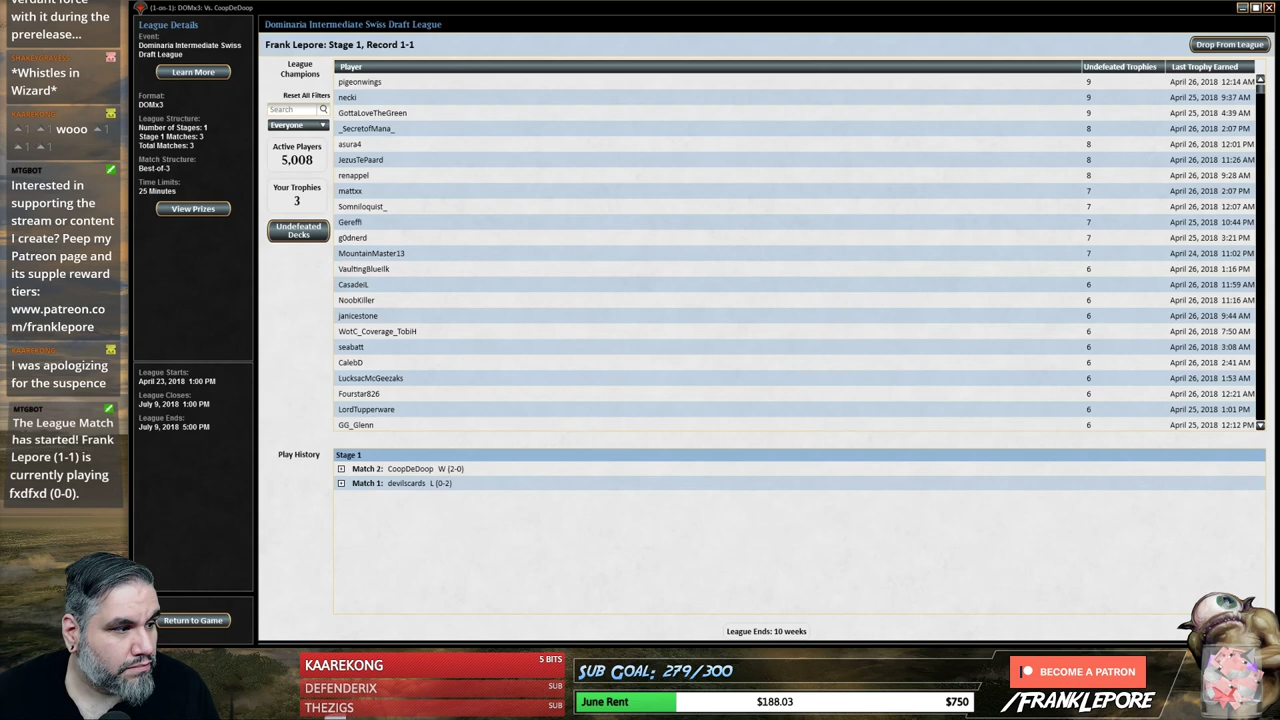 verdant force
with it during the
prerelease...
SHAKEYGRAVES
*Whistles in
Wizard*
KAAREKONG
1 1 wooo 1
1 1
MTGBOT
Interested in
supporting the
stream or content
I create? Peep my
Patreon page and
its supple reward
tiers:
www.patreon.co
m/franklepore
KAAREKONG
I was apologizing
for the suspence
MTGBOT
The League Match
has started! Frank
Lepore (1-1) is
currently playing
fxdfxd (0-0).
(1-on-1): DOMx3: Vs. CoopDeDoop
League Details
Event:
Dominaria Intermediate Swiss
Draft League
Learn More
Format:
DOMx3
League Structure:
Number of Stages: 1
Stage 1 Matches: 3
Total Matches: 3
Match Structure:
Best-of-3
Time Limits:
25 Minutes
View Prizes
League Starts:
April 23, 2018 1:00 PM
League Closes:
July 9, 2018 1:00 PM
League Ends:
July 9, 2018 5:00 PM
Return to Game
Dominaria Intermediate Swiss Draft League
Frank Lepore: Stage 1, Record 1-1
Drop From League
League
Champions
Reset All Filters
Search
Everyone
Active Players
5,008
Your Trophies
3
Undefeated
Decks
Player Undefeated Trophies Last Trophy Earned
pigeonwings 9 April 26, 2018 12:14 AM
necki 9 April 25, 2018 9:37 AM
GottaLoveTheGreen 9 April 25, 2018 4:39 AM
_SecretofMana_ 8 April 26, 2018 2:07 PM
asura4 8 April 26, 2018 12:01 PM
JezusTePaard 8 April 26, 2018 11:26 AM
renappel 8 April 26, 2018 9:28 AM
mattxx 7 April 26, 2018 2:07 PM
Somniloquist_ 7 April 26, 2018 12:07 AM
Gereffi 7 April 25, 2018 10:44 PM
g0dnerd 7 April 25, 2018 3:21 PM
MountainMaster13 7 April 24, 2018 11:02 PM
VaultingBlueIlk 6 April 26, 2018 1:16 PM
CasadeiL 6 April 26, 2018 11:59 AM
NoobKiller 6 April 26, 2018 11:16 AM
janicestone 6 April 26, 2018 9:44 AM
WotC_Coverage_TobiH 6 April 26, 2018 7:50 AM
seabatt 6 April 26, 2018 3:08 AM
CalebD 6 April 26, 2018 2:41 AM
LucksacMcGeezaks 6 April 26, 2018 1:53 AM
Fourstar826 6 April 26, 2018 12:21 AM
LordTupperware 6 April 26, 2018 1:01 PM
GG_Glenn 6 April 25, 2018 12:12 PM
Play History
Stage 1
Match 2: CoopDeDoop W (2-0)
Match 1: devilscards L (0-2)
League Ends: 10 weeks
KAAREKONG 5 BITS
DEFENDERIX SUB
THEZIGS SUB
SUB GOAL: 279/300
June Rent $188.03 $750
BECOME A PATRON
/FRANKLEPORE